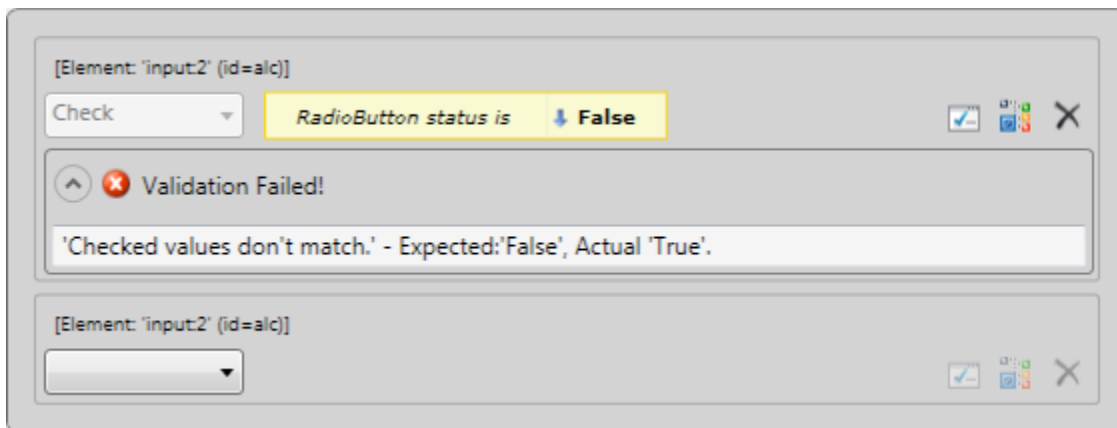 [Element: 'input:2' (id=alc)]
Check RadioButton status is False
Validation Failed!
'Checked values don't match.' - Expected:'False', Actual 'True'.
[Element: 'input:2' (id=alc)]